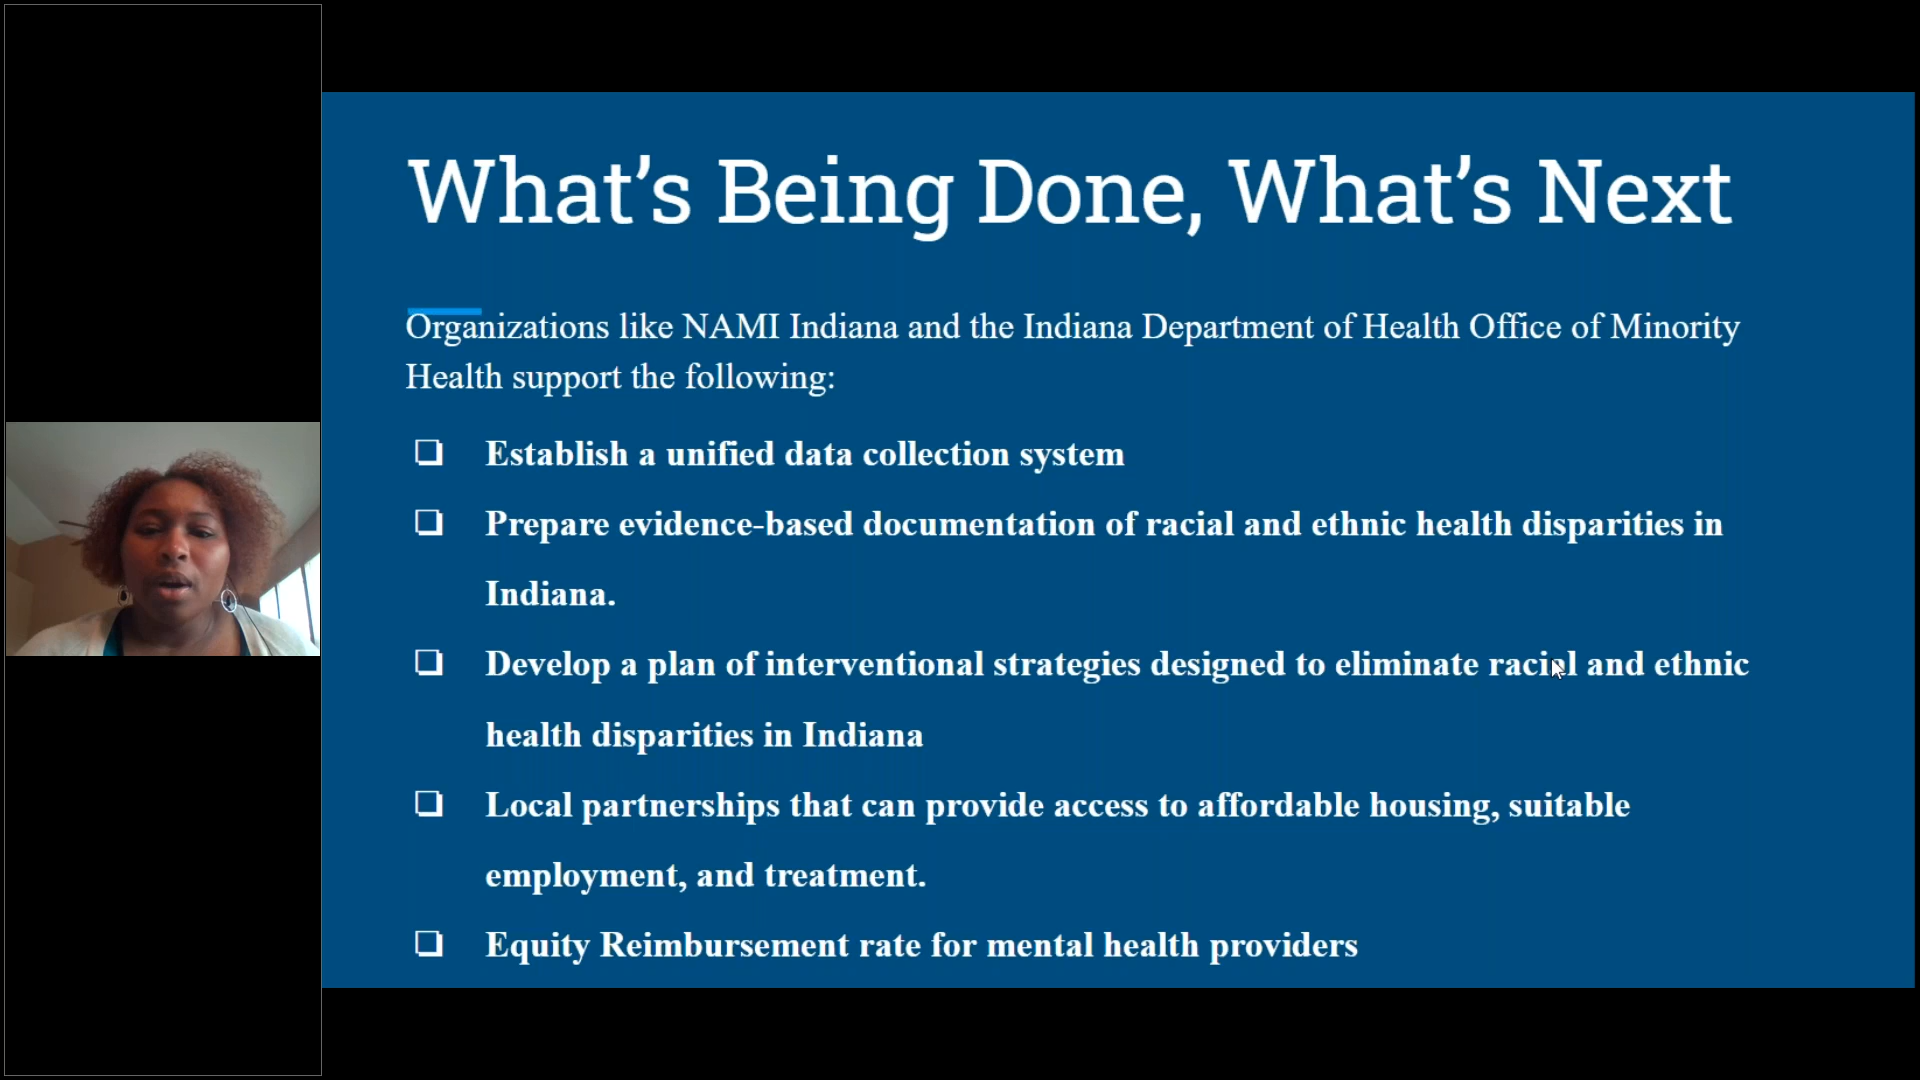 What’s Being Done, What’s Next
Organizations like NAMI Indiana and the Indiana Department of Health Office of Minority
Health support the following:
❏ Establish a unified data collection system
❏ Prepare evidence-based documentation of racial and ethnic health disparities in
Indiana.
❏ Develop a plan of interventional strategies designed to eliminate racial and ethnic
health disparities in Indiana
❏ Local partnerships that can provide access to affordable housing, suitable
employment, and treatment.
❏ Equity Reimbursement rate for mental health providers